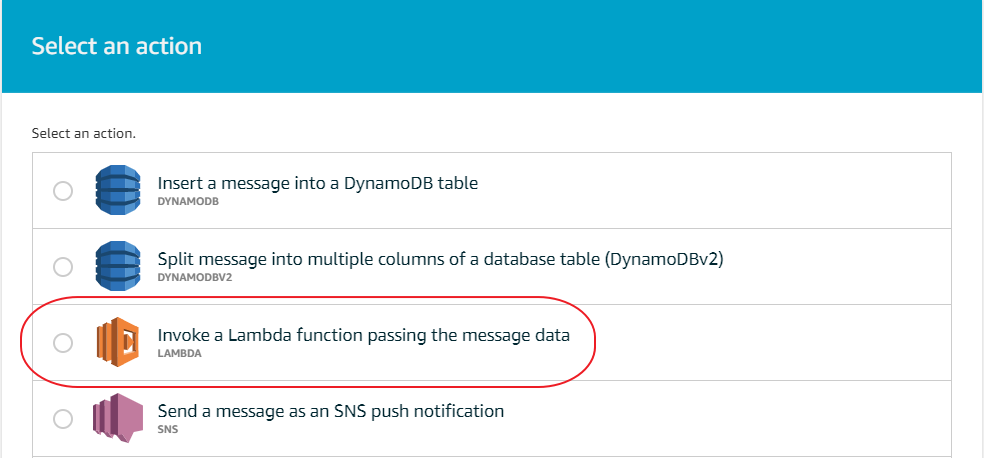 Select an action
Select an action.
Insert a message into a DynamoDB table
DYNAMODB
Split message into multiple columns of a database table (DynamoDBv2)
DYNAMODBV2
Invoke a Lambda function passing the message data
LAMBDA
Send a message as an SNS push notification
SNS